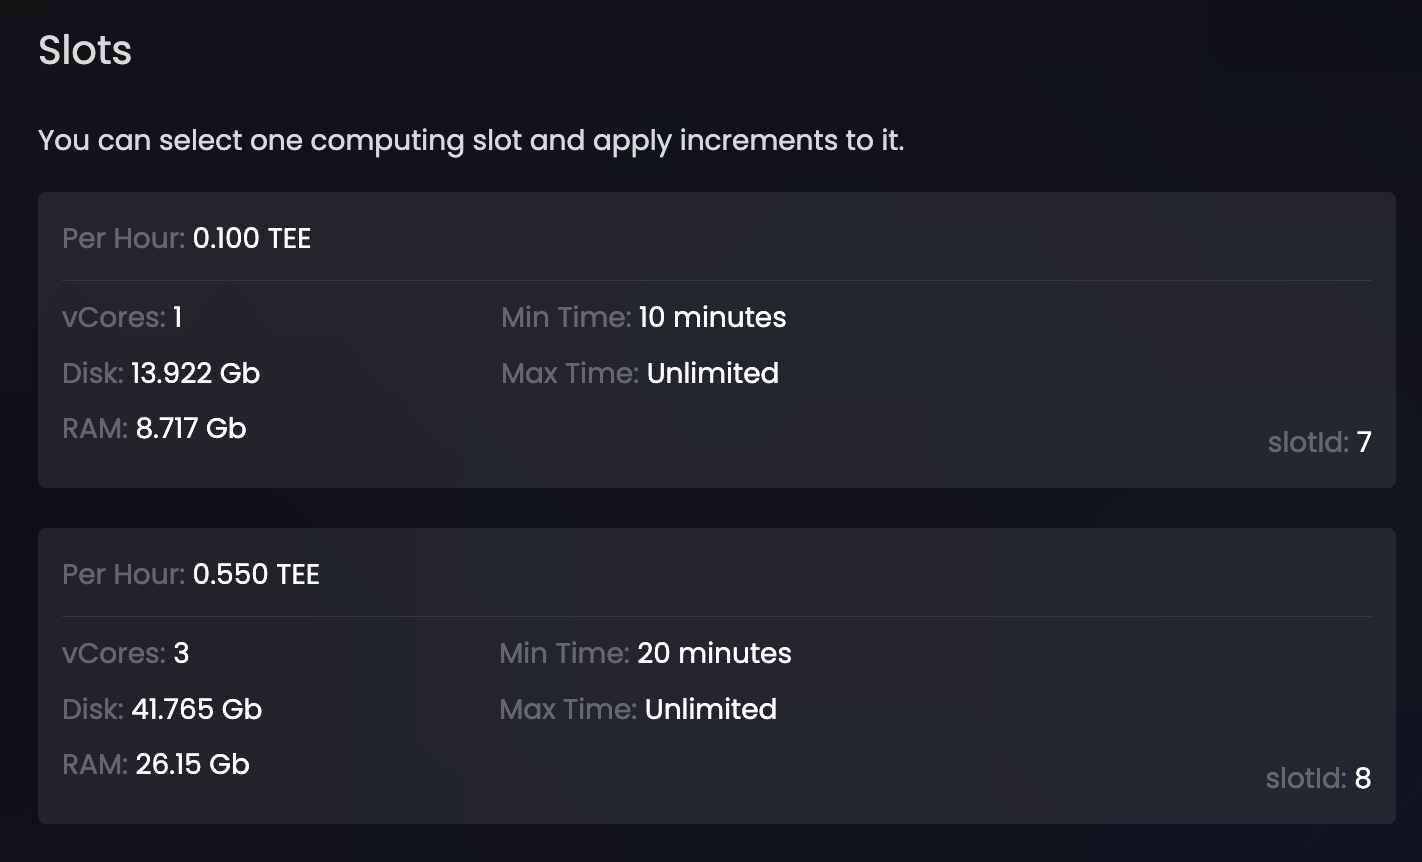 Slots
You can select one computing slot and apply increments to it.
Per Hour: 0.100 TEE
vCores: 1
Min Time: 10 minutes
Disk: 13.922 Gb
Max Time: Unlimited
RAM: 8.717 Gb
slotId: 7
Per Hour: 0.550 TEE
vCores: 3
Min Time: 20 minutes
Disk: 41.765 Gb
Max Time: Unlimited
RAM: 26.15 Gb
slotId: 8